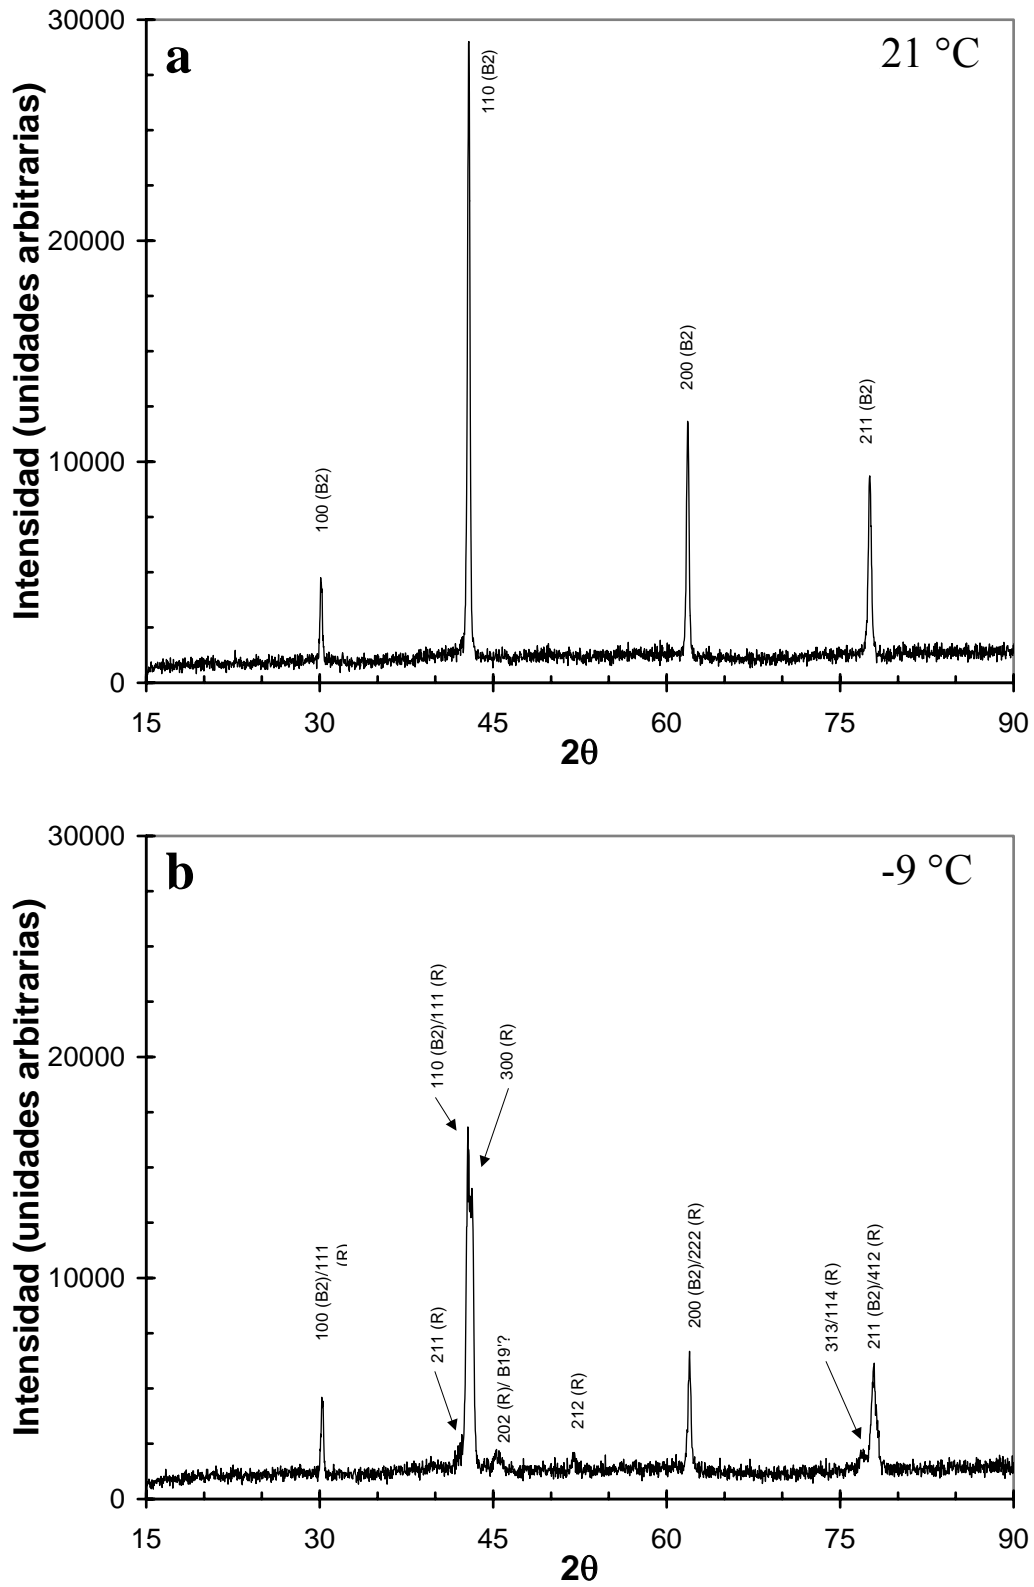 a
21 °C
Intensidad (unidades arbitrarias)
30000
20000
10000
0
100 (B2)
110 (B2)
200 (B2)
211 (B2)
15 30 45 60 75 90
2θ
b
-9 °C
Intensidad (unidades arbitrarias)
30000
20000
10000
0
100 (B2)/111
(R)
211 (R)
110 (B2)/111 (R)
300 (R)
202 (R)/ B19'?
212 (R)
200 (B2)/222 (R)
313/114 (R)
211 (B2)/412 (R)
15 30 45 60 75 90
2θ